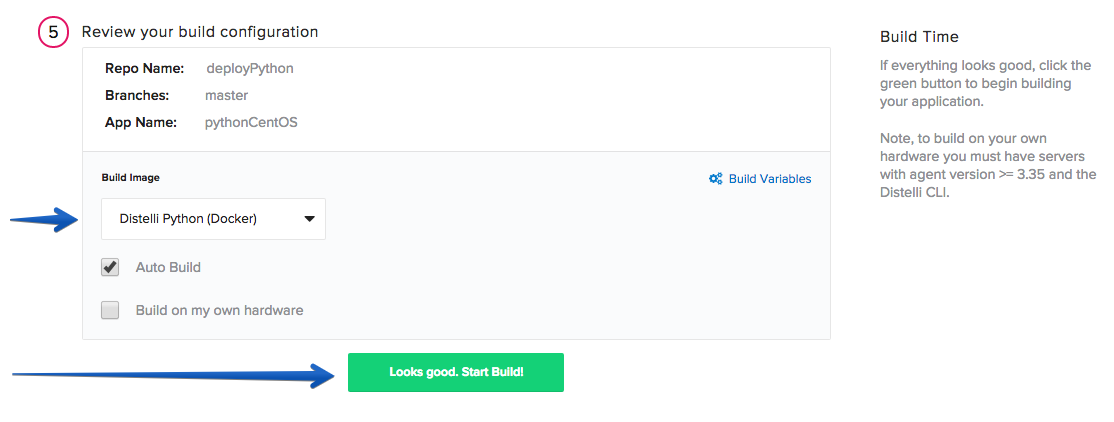 5 Review your build configuration
Repo Name: deployPython
Branches: master
App Name: pythonCentOS
Build Image
Build Variables
Distelli Python (Docker)
Auto Build
Build on my own hardware
Looks good. Start Build!
Build Time
If everything looks good, click the
green button to begin building
your application.
Note, to build on your own
hardware you must have servers
with agent version >= 3.35 and the
Distelli CLI.